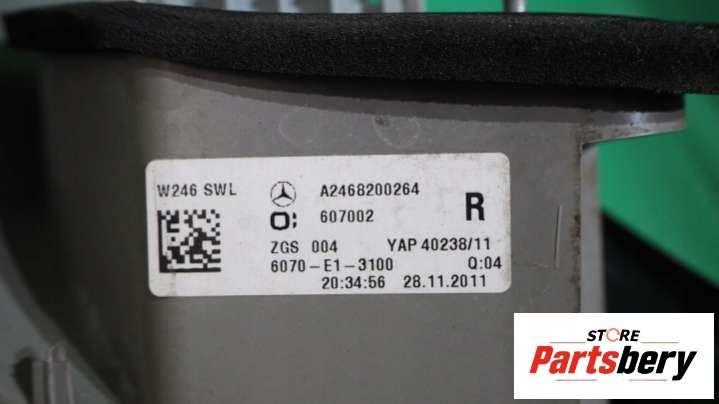 W246 SWL A2468200264
607002 R
ZGS 004 YAP 40238/11
6070-E1-3100 Q:04
20:34:56 28.11.2011
STORE
Partsbery